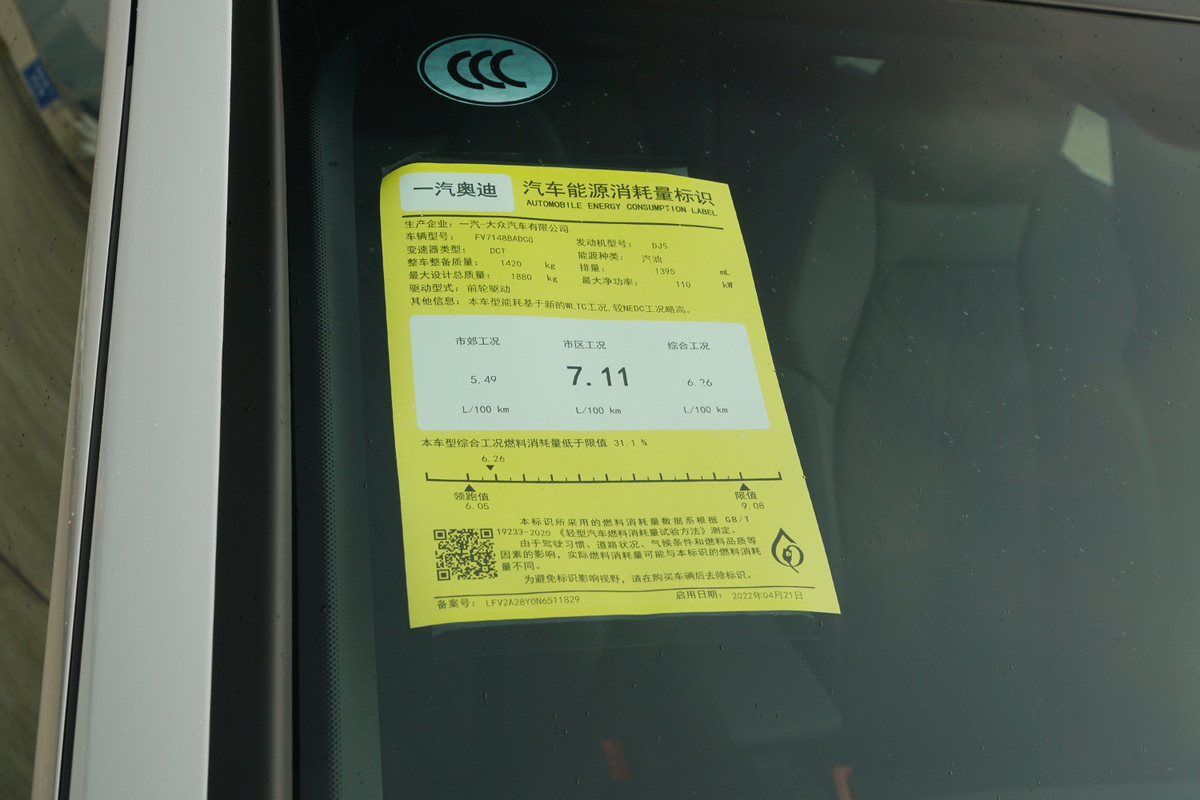 CCC
一汽奥迪
汽车能源消耗量标识
AUTOMOBILE ENERGY CONSUMPTION LABEL
生产企业：一汽-大众汽车有限公司
车辆型号： FV7148BADCG 发动机型号： DJS
变速器类型： DCT 能源种类： 汽油
整车整备质量： 1420 kg 排量： 1395 mL
最大设计总质量： 1880 kg 最大净功率： 110 kW
驱动型式：前轮驱动
其他信息：本车型能耗基于新的WLTC工况,较NEDC工况略高。
市郊工况 市区工况 综合工况
5.49 7.11 6.26
L/100 km L/100 km L/100 km
本车型综合工况燃料消耗量低于限值 31.1 %
6.26
领跑值 限值
6.05 9.08
本标识所采用的燃料消耗量数据系根据 GB/T
19233-2020 《轻型汽车燃料消耗量试验方法》测定。
由于驾驶习惯、道路状况、气候条件和燃料品质等
因素的影响，实际燃料消耗量可能与本标识的燃料消耗
量不同。
为避免标识影响视野，请在购买车辆后去除标识。
备案号： LFV2A28Y0N6511829 启用日期： 2022年04月21日